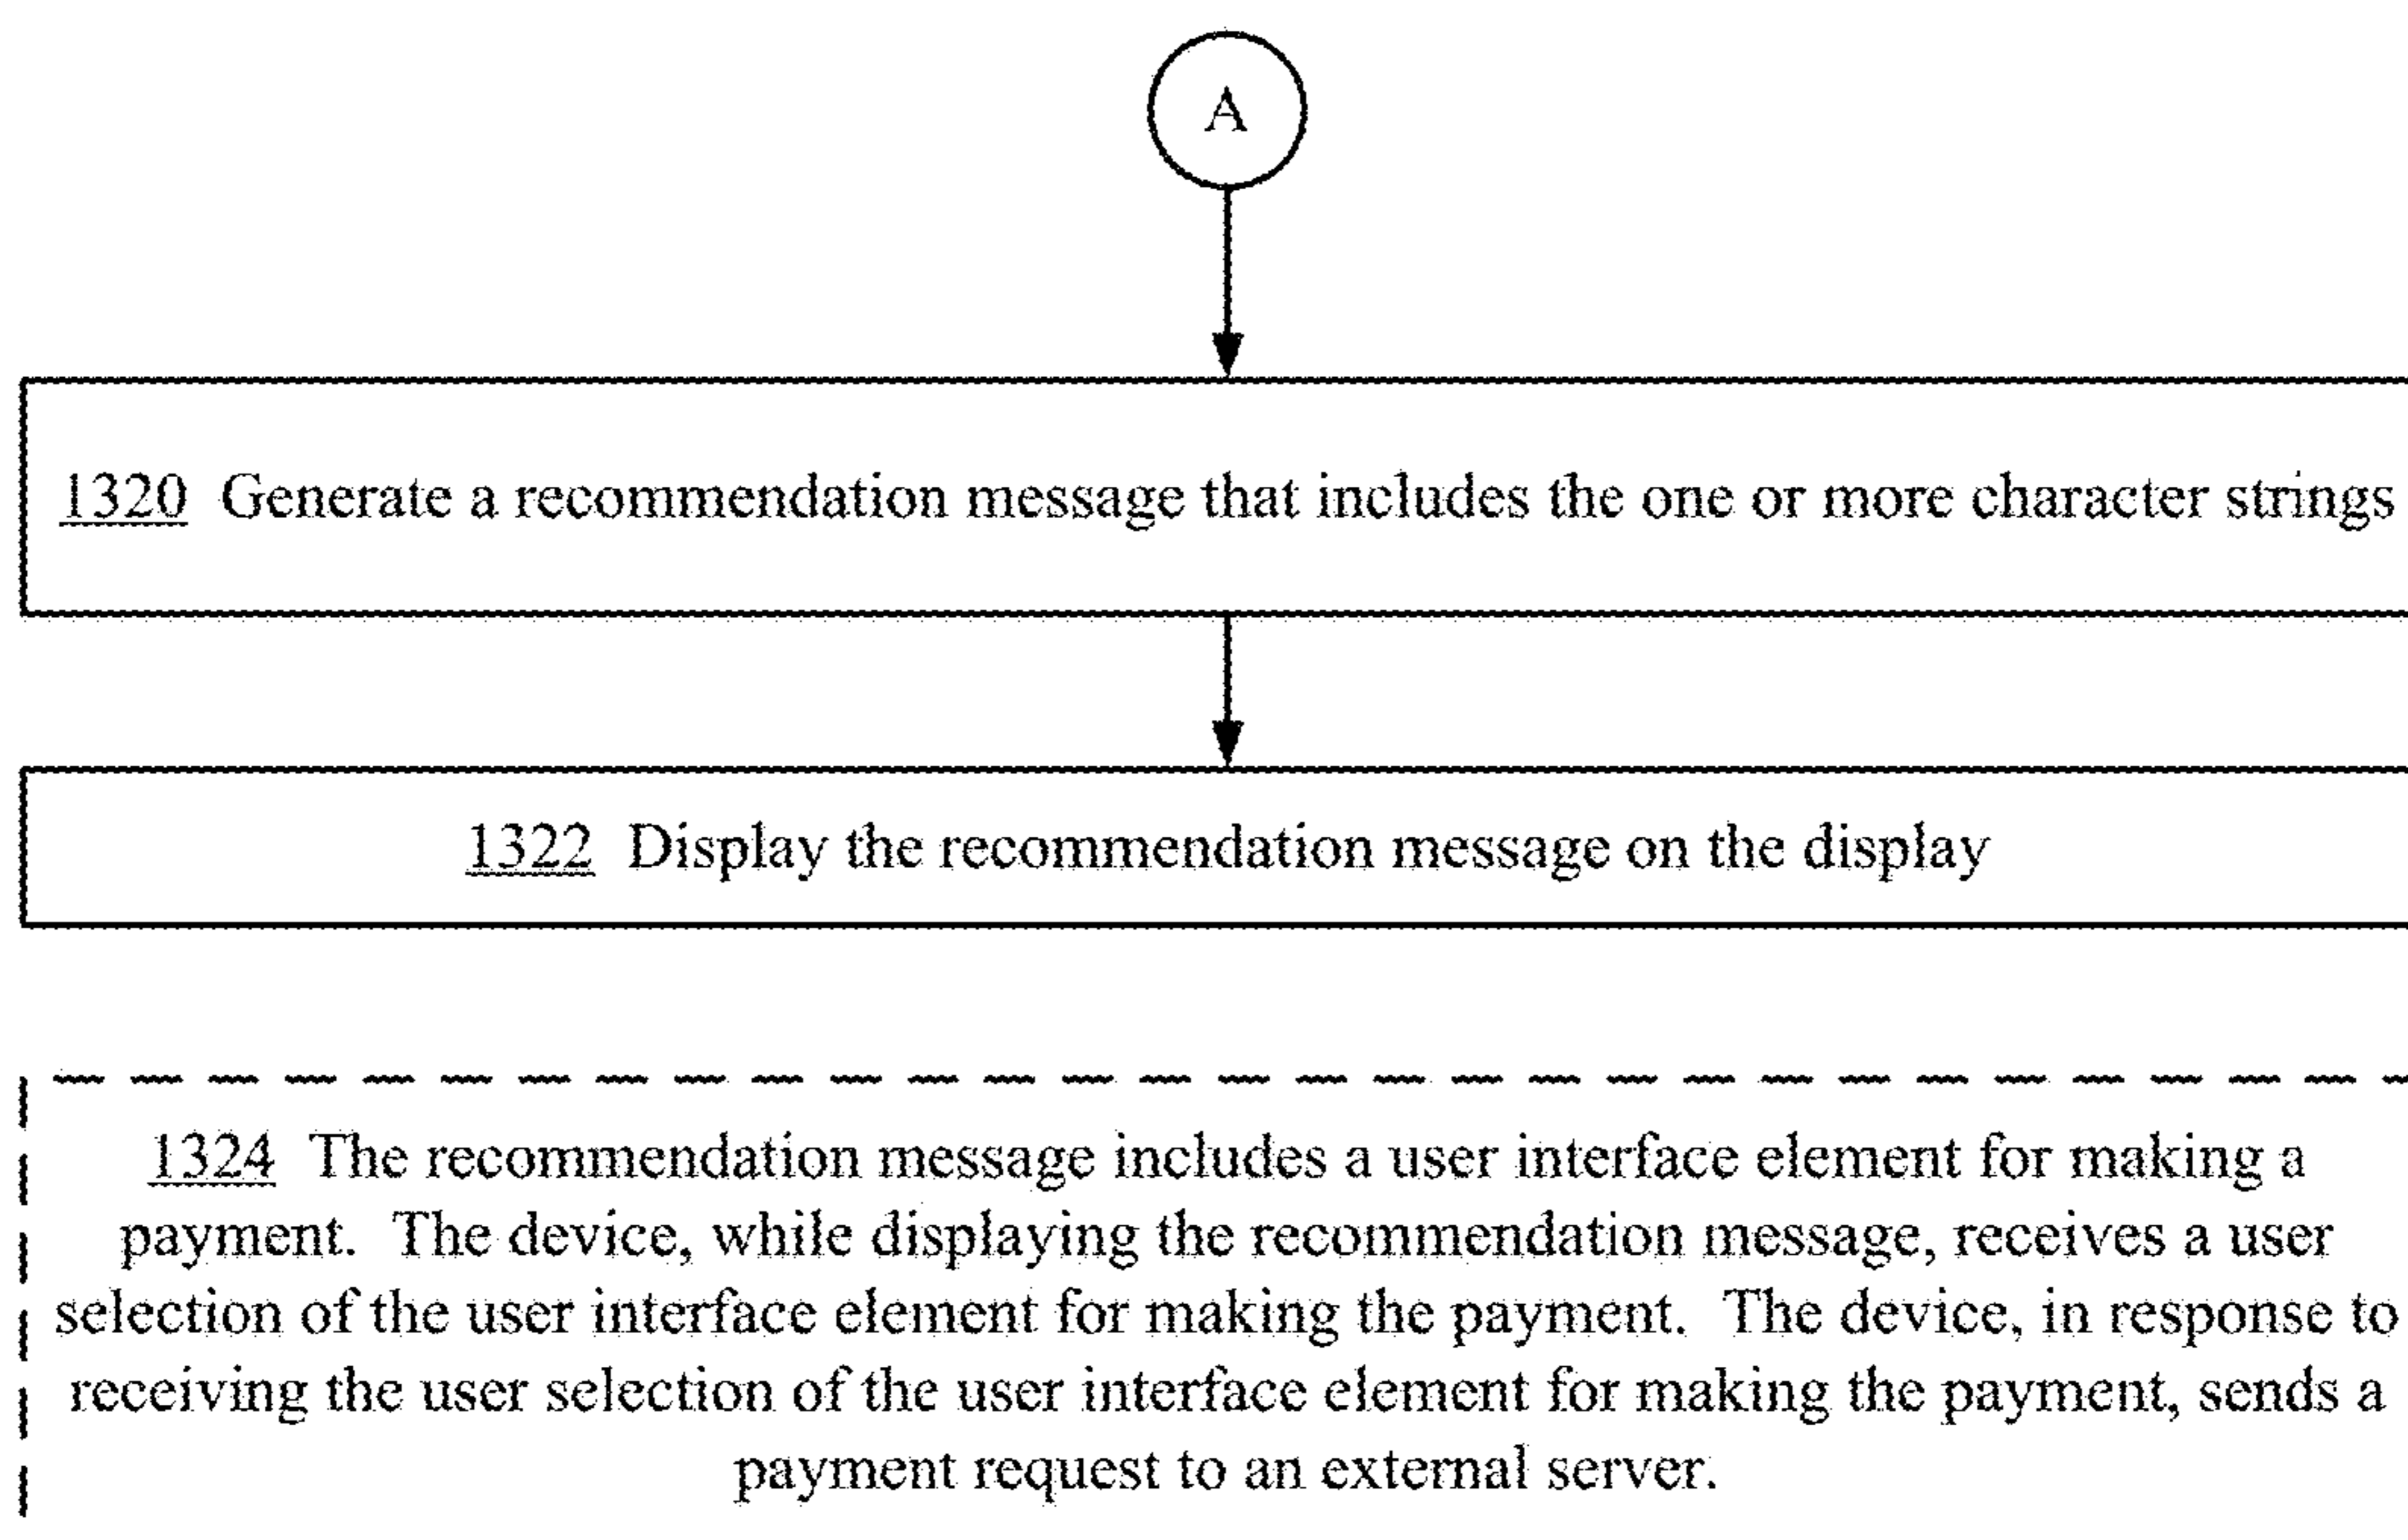 A
1320 Generate a recommendation message that includes the one or more character strings
1322 Display the recommendation message on the display
1324 The recommendation message includes a user interface element for making a
payment. The device, while displaying the recommendation message, receives a user
selection of the user interface element for making the payment. The device, in response to
receiving the user selection of the user interface element for making the payment, sends a
payment request to an external server.